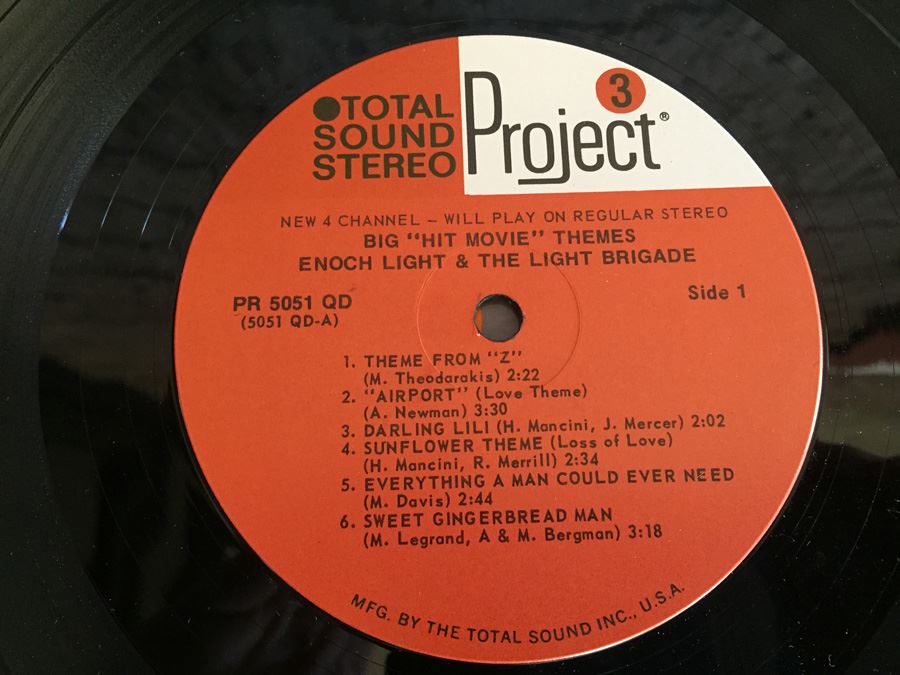 ●TOTAL
SOUND
STEREO
Project 3®
NEW 4 CHANNEL – WILL PLAY ON REGULAR STEREO
BIG "HIT MOVIE" THEMES
ENOCH LIGHT & THE LIGHT BRIGADE
PR 5051 QD
(5051 QD-A)
Side 1
1. THEME FROM "Z"
(M. Theodarakis) 2:22
2. "AIRPORT" (Love Theme)
(A. Newman) 3:30
3. DARLING LILI (H. Mancini, J. Mercer) 2:02
4. SUNFLOWER THEME (Loss of Love)
(H. Mancini, R. Merrill) 2:34
5. EVERYTHING A MAN COULD EVER NEED
(M. Davis) 2:44
6. SWEET GINGERBREAD MAN
(M. Legrand, A & M. Bergman) 3:18
MFG. BY THE TOTAL SOUND INC., U.S.A.